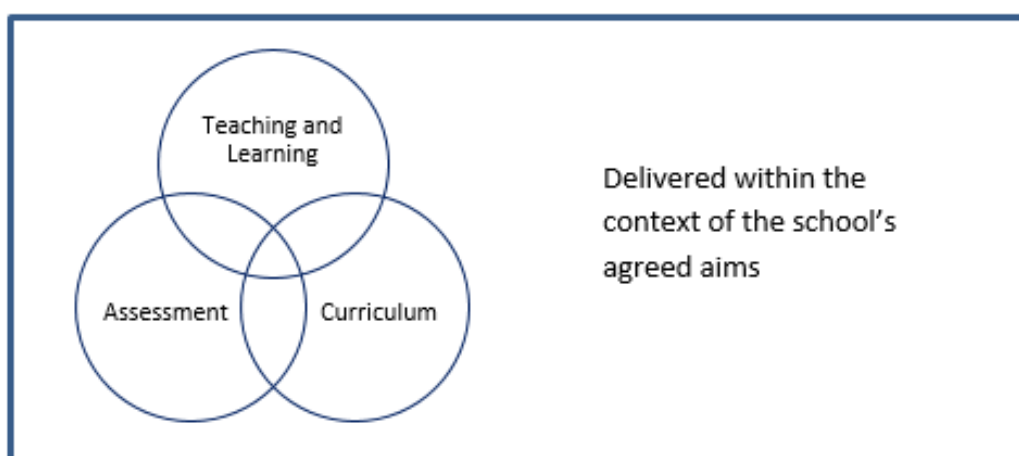 Teaching and
Learning
Assessment
Curriculum
Delivered within the
context of the school’s
agreed aims